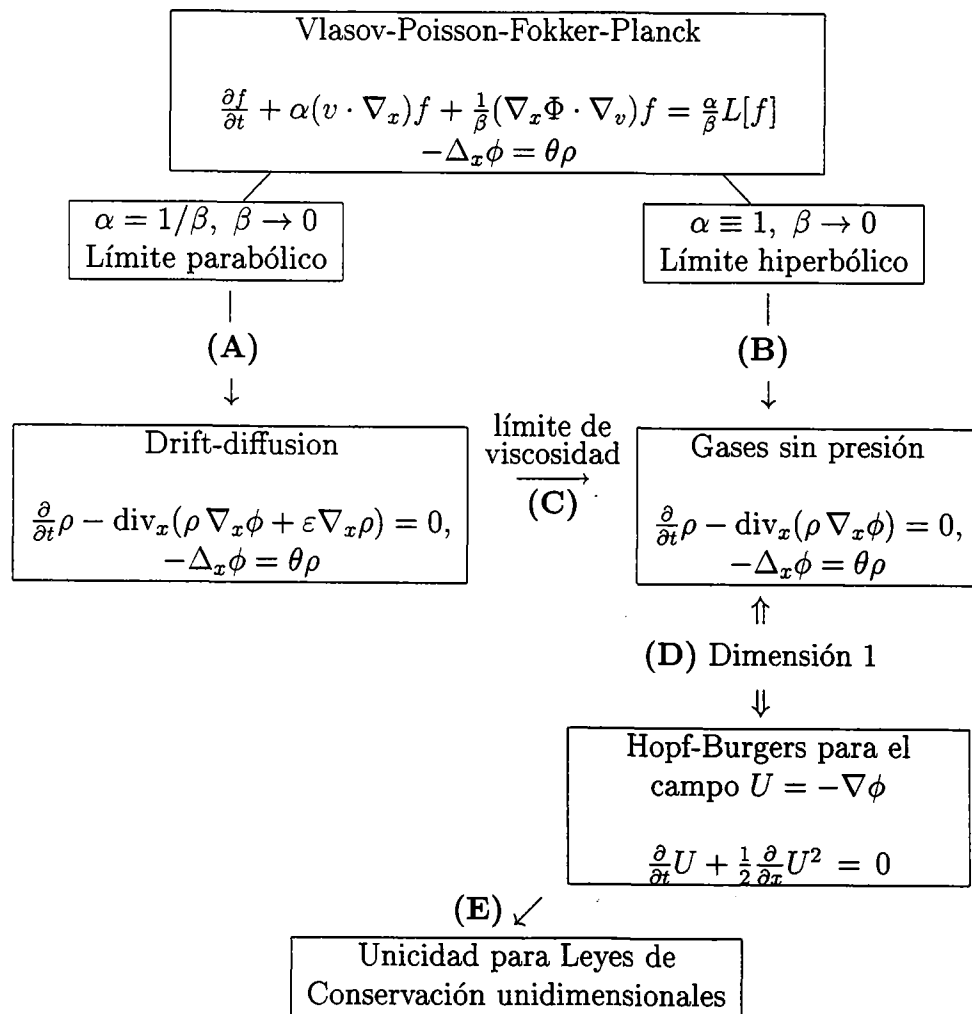 Vlasov-Poisson-Fokker-Planck
∂f/∂t + α(v · ∇ₓ)f + 1/β(∇ₓΦ · ∇ᵥ)f = α/β L[f]
−Δₓϕ = θρ
α = 1/β, β → 0
Límite parabólico
α ≡ 1, β → 0
Límite hiperbólico
(A)
(B)
Drift-diffusion
∂/∂t ρ − divₓ(ρ ∇ₓϕ + ε∇ₓρ) = 0,
−Δₓϕ = θρ
límite de
viscosidad
(C)
Gases sin presión
∂/∂t ρ − divₓ(ρ ∇ₓϕ) = 0,
−Δₓϕ = θρ
(D) Dimensión 1
Hopf-Burgers para el
campo U = −∇ϕ
∂/∂t U + 1/2 ∂/∂x U² = 0
(E)
Unicidad para Leyes de
Conservación unidimensionales